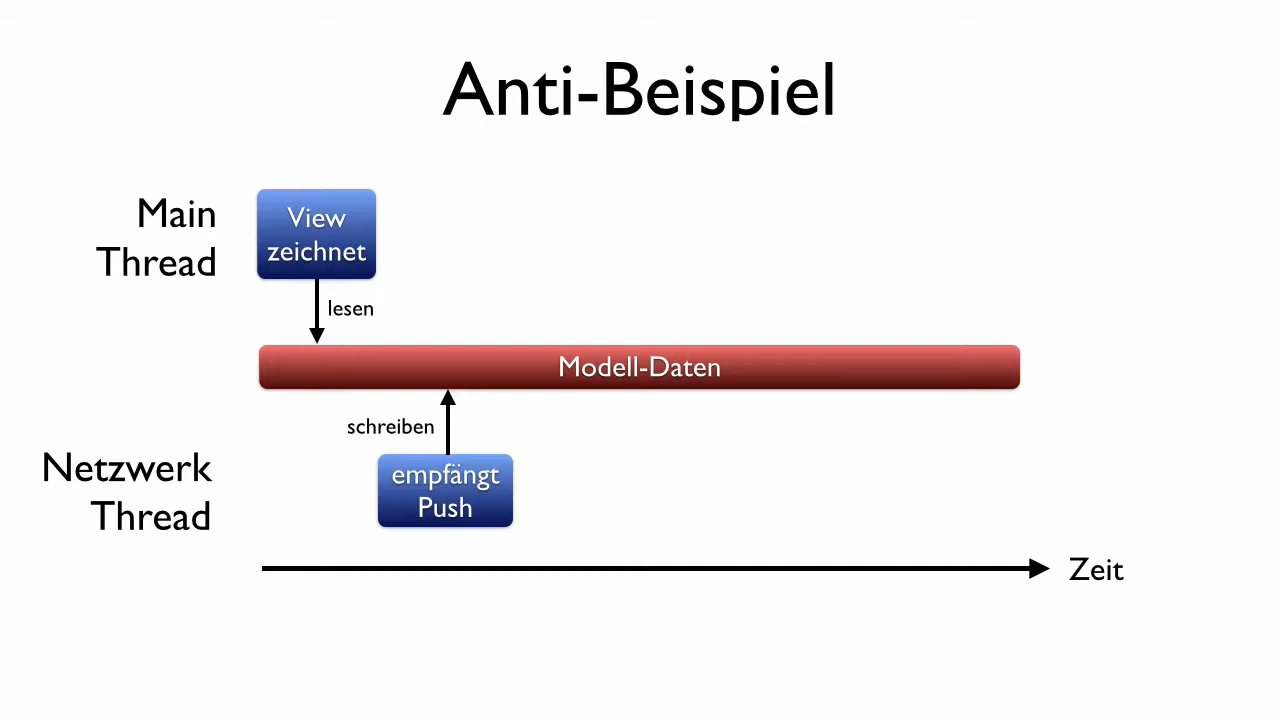 Anti-Beispiel
Main
Thread
View
zeichnet
lesen
Modell-Daten
schreiben
Netzwerk
Thread
empfängt
Push
Zeit